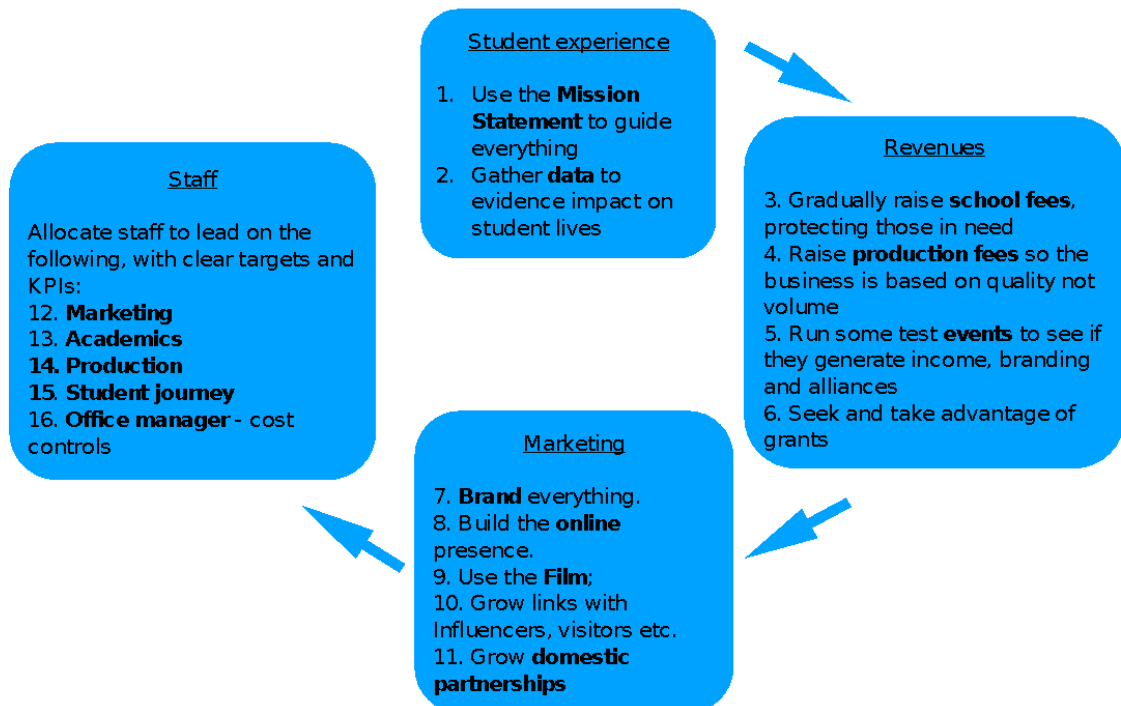 Student experience
1. Use the Mission
Statement to guide
everything
2. Gather data to
evidence impact on
student lives
Revenues
3. Gradually raise school fees,
protecting those in need
4. Raise production fees so the
business is based on quality not
volume
5. Run some test events to see if
they generate income, branding
and alliances
6. Seek and take advantage of
grants
Marketing
7. Brand everything.
8. Build the online
presence.
9. Use the Film;
10. Grow links with
Influencers, visitors etc.
11. Grow domestic
partnerships
Staff
Allocate staff to lead on the
following, with clear targets and
KPIs:
12. Marketing
13. Academics
14. Production
15. Student journey
16. Office manager - cost
controls